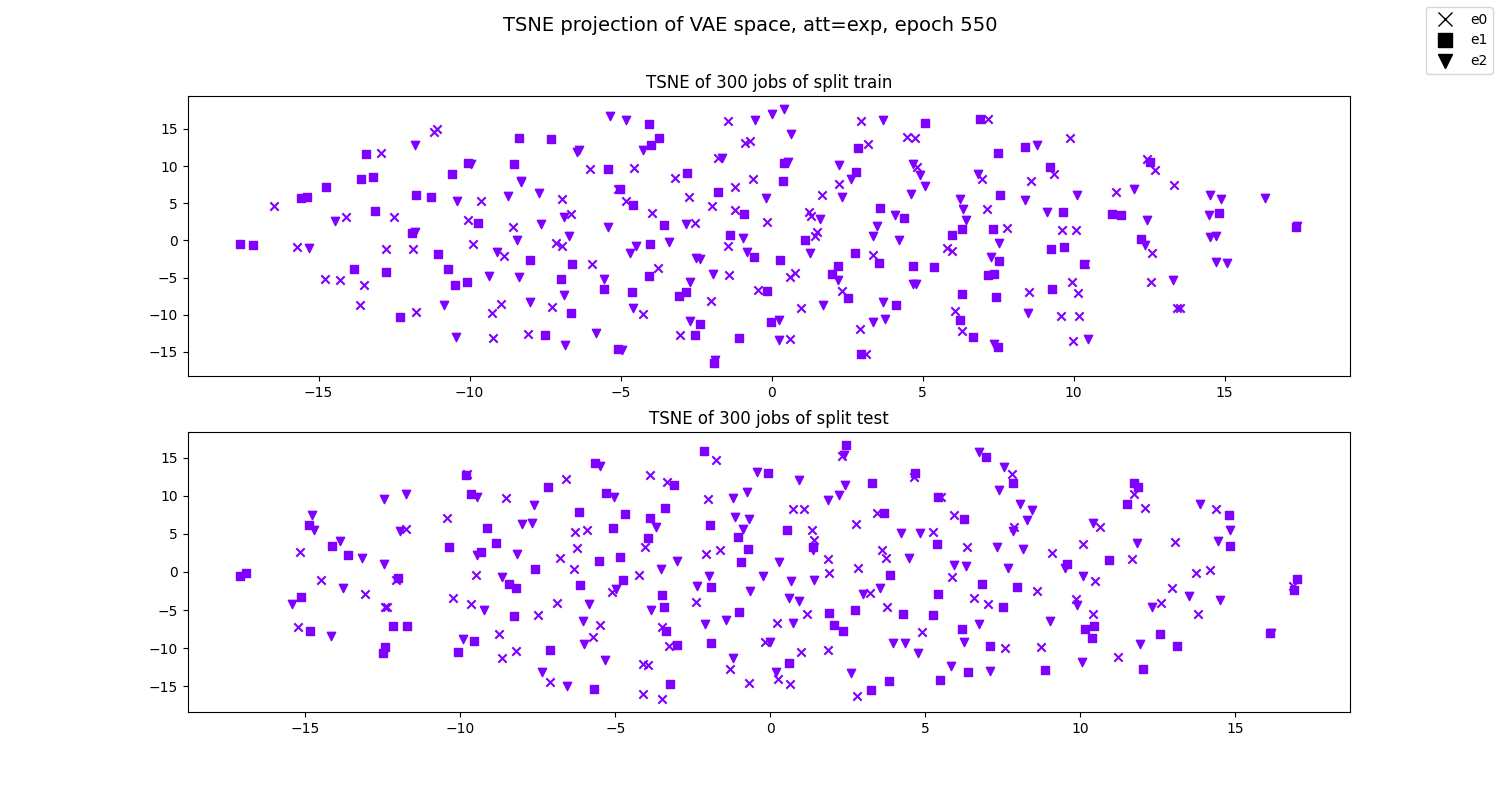 TSNE projection of VAE space, att=exp, epoch 550
e0
e1
e2
TSNE of 300 jobs of split train
15
10
5
0
−5
−10
−15
−15 −10 −5 0 5 10 15
TSNE of 300 jobs of split test
15
10
5
0
−5
−10
−15
−15 −10 −5 0 5 10 15